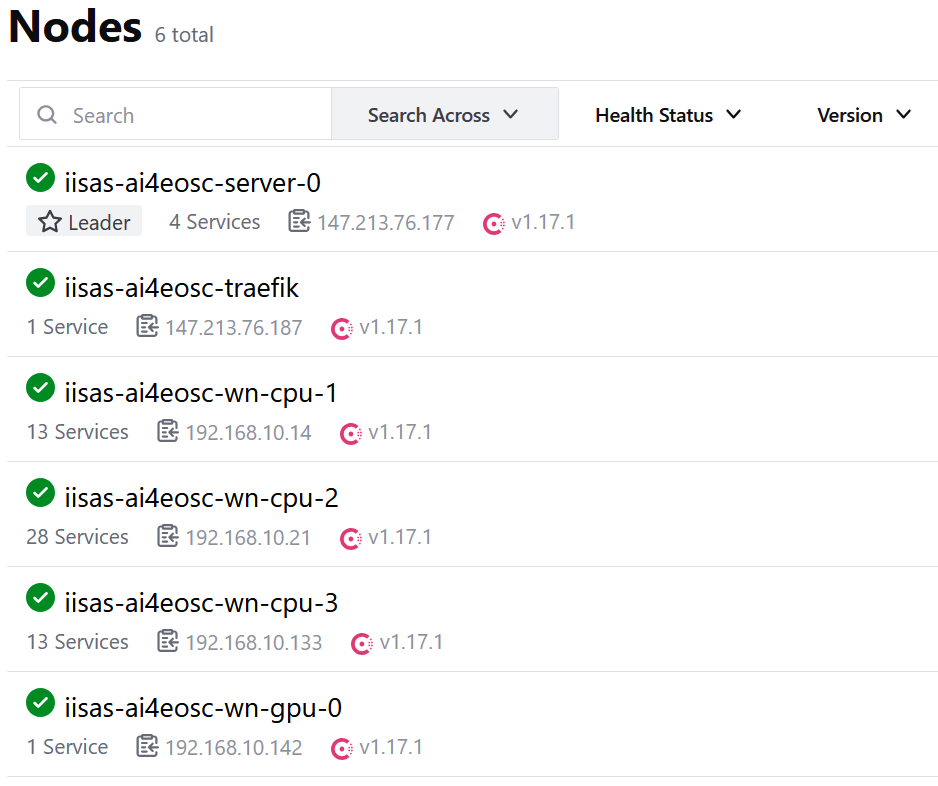 Nodes 6 total
Search Search Across Health Status Version
iisas-ai4eosc-server-0
Leader 4 Services 147.213.76.177 v1.17.1
iisas-ai4eosc-traefik
1 Service 147.213.76.187 v1.17.1
iisas-ai4eosc-wn-cpu-1
13 Services 192.168.10.14 v1.17.1
iisas-ai4eosc-wn-cpu-2
28 Services 192.168.10.21 v1.17.1
iisas-ai4eosc-wn-cpu-3
13 Services 192.168.10.133 v1.17.1
iisas-ai4eosc-wn-gpu-0
1 Service 192.168.10.142 v1.17.1